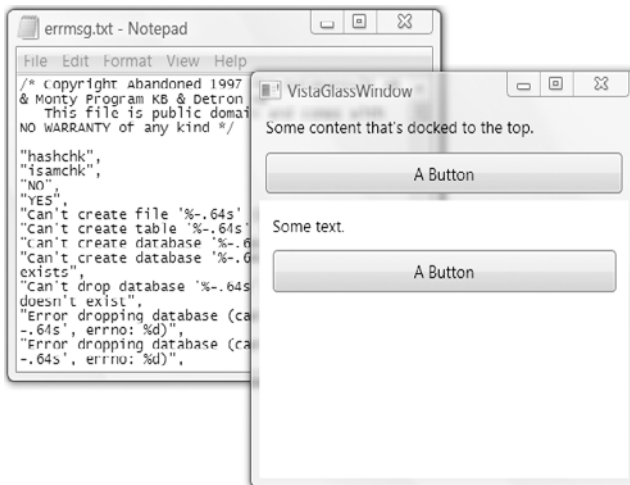 errmsg.txt - Notepad
File Edit Format View Help
/* Copyright Abandoned 1997
& Monty Program KB & Detron
This file is public domai
NO WARRANTY of any kind */
"hashchk",
"isamchk",
"NO",
"YES",
"Can't create file '%-.64s'
"Can't create table '%-.64s'
"Can't create database '%-.6
"Can't create database '%-.6
exists",
"Can't drop database '%-.64s'
doesn't exist",
"Error dropping database (ca
-.64s', errno: %d)",
"Error dropping database (ca
-.64s', errno: %d)",
VistaGlassWindow
Some content that's docked to the top.
A Button
Some text.
A Button